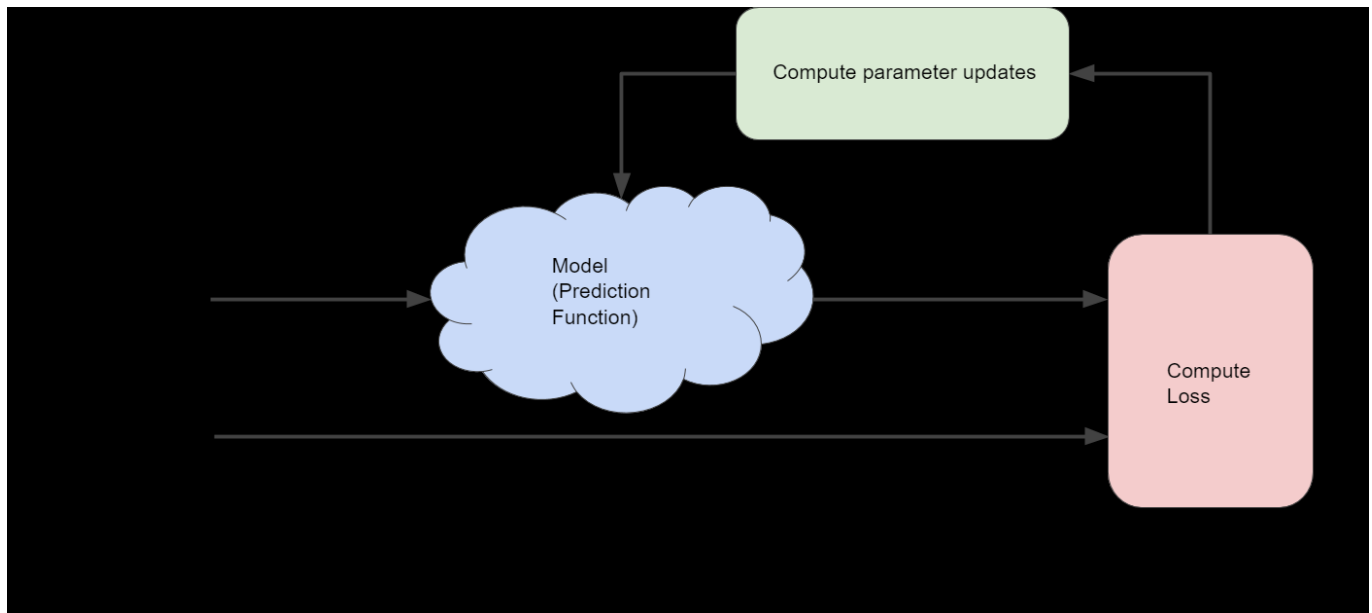 Compute parameter updates
Model
(Prediction
Function)
Compute
Loss